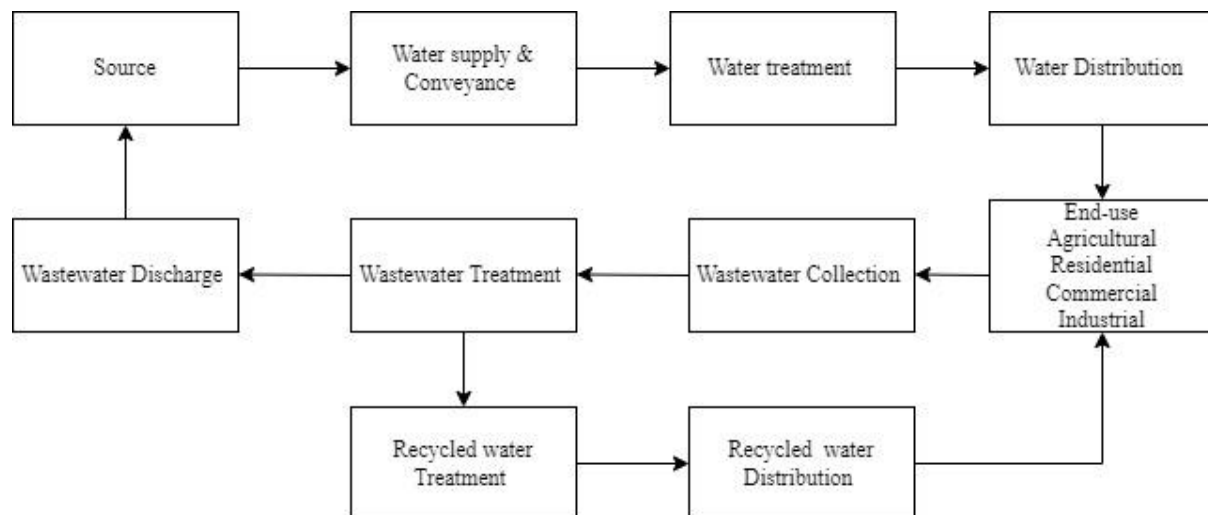 Source
Water supply &
Conveyance
Water treatment
Water Distribution
Wastewater Discharge
Wastewater Treatment
Wastewater Collection
End-use
Agricultural
Residential
Commercial
Industrial
Recycled water
Treatment
Recycled water
Distribution